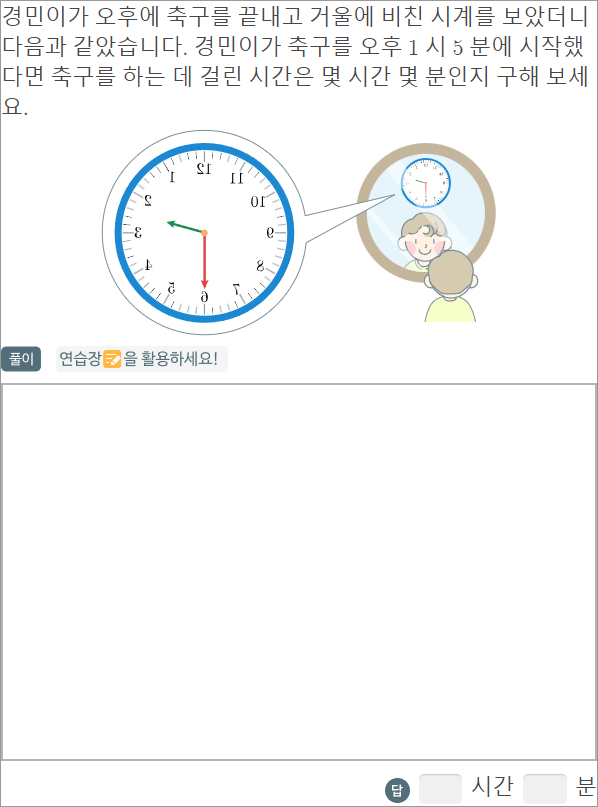 경민이가 오후에 축구를 끝내고 거울에 비친 시계를 보았더니
다음과 같았습니다. 경민이가 축구를 오후 1 시 5 분에 시작했
다면 축구를 하는 데 걸린 시간은 몇 시간 몇 분인지 구해 보세
요.
12
1
11
2
10
3
9
4
8
5
7
6
풀이 연습장을 활용하세요!
답 시간 분